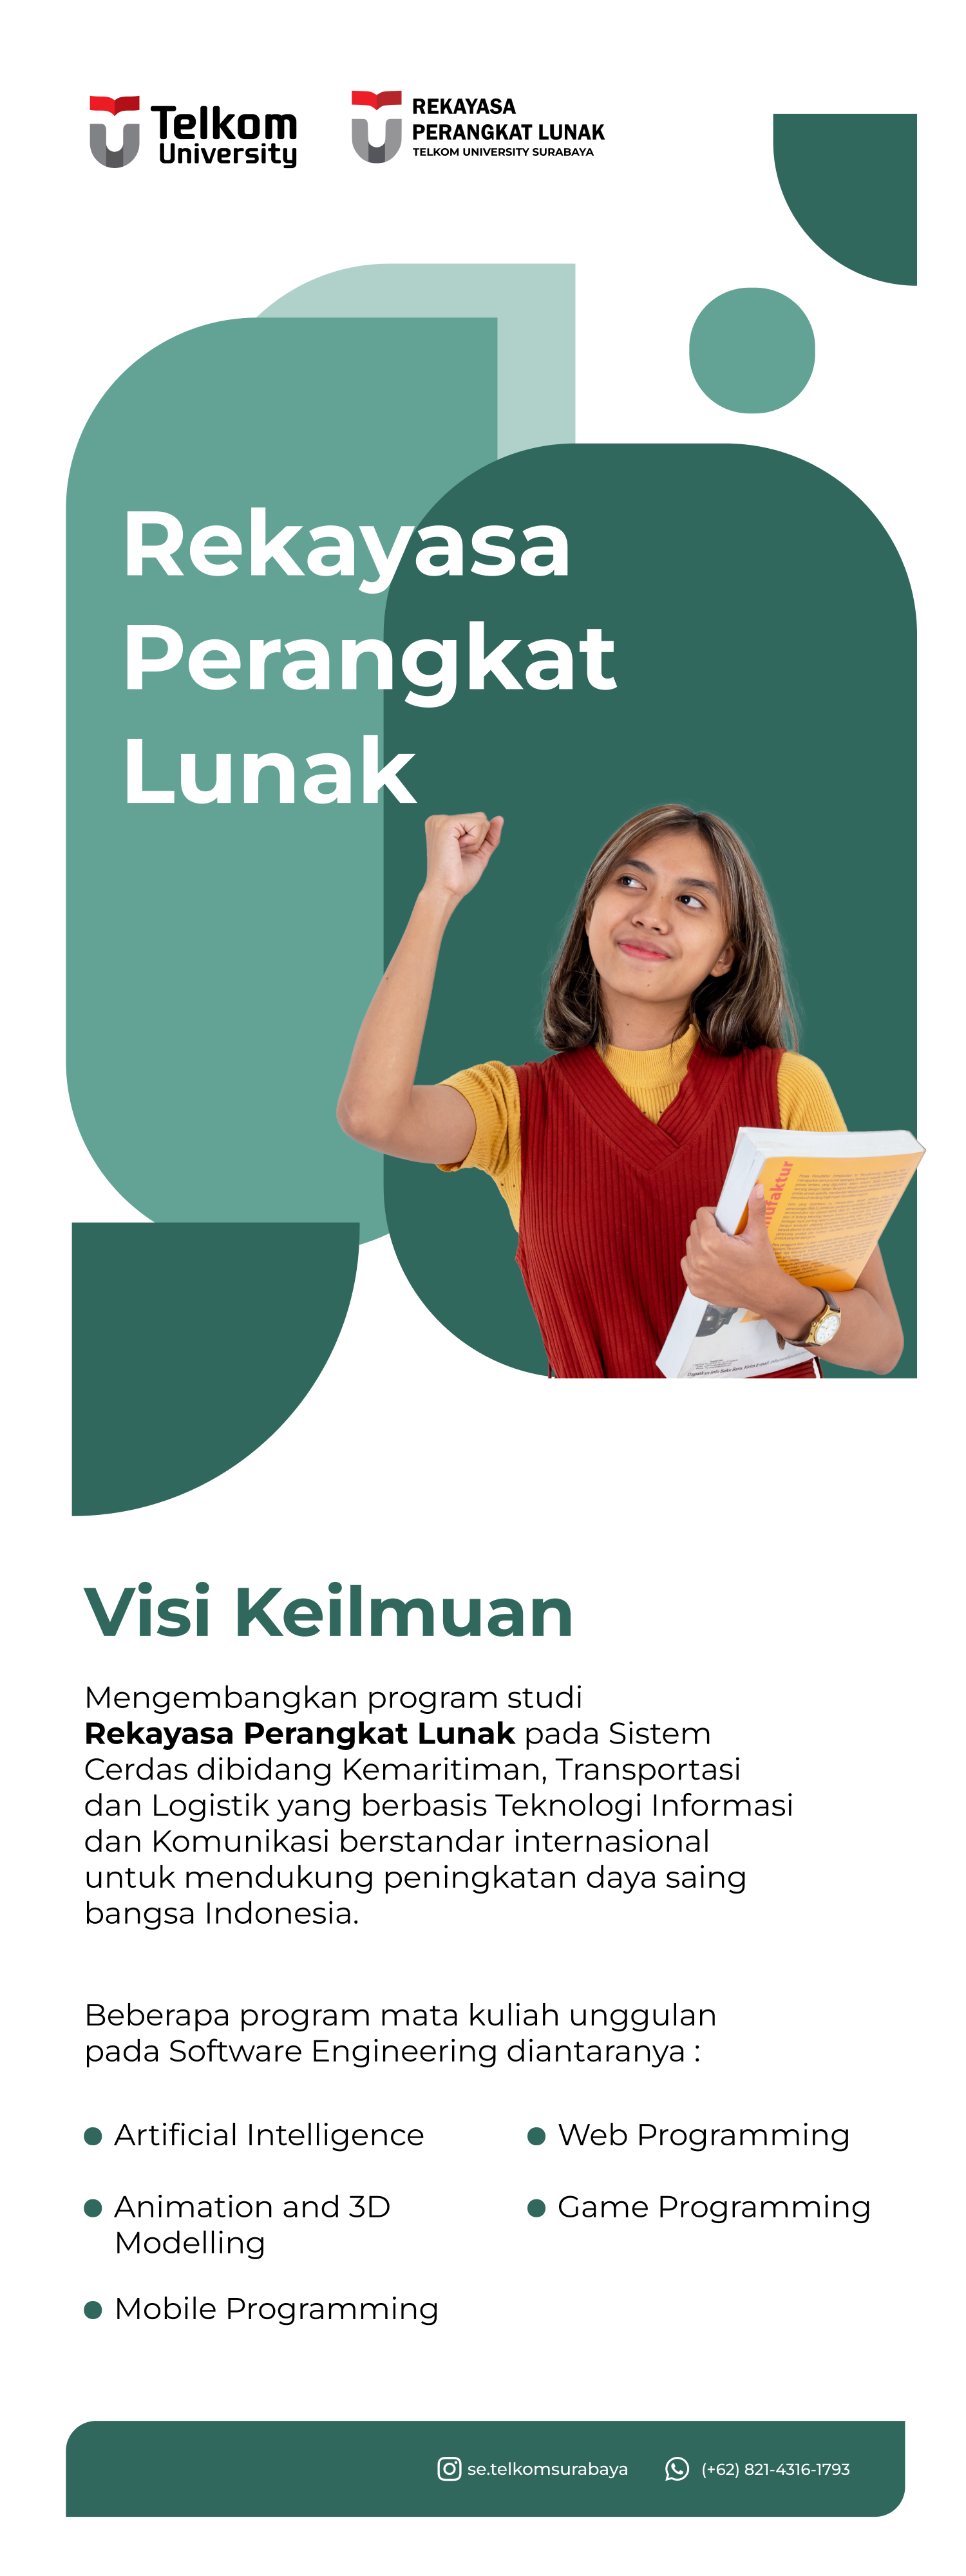 Telkom
University
REKAYASA
PERANGKAT LUNAK
TELKOM UNIVERSITY SURABAYA
Rekayasa
Perangkat
Lunak
Visi Keilmuan
Mengembangkan program studi
Rekayasa Perangkat Lunak pada Sistem
Cerdas dibidang Kemaritiman, Transportasi
dan Logistik yang berbasis Teknologi Informasi
dan Komunikasi berstandar internasional
untuk mendukung peningkatan daya saing
bangsa Indonesia.
Beberapa program mata kuliah unggulan
pada Software Engineering diantaranya :
Artificial Intelligence
Animation and 3D
Modelling
Mobile Programming
Web Programming
Game Programming
se.telkomsurabaya
(+62) 821-4316-1793